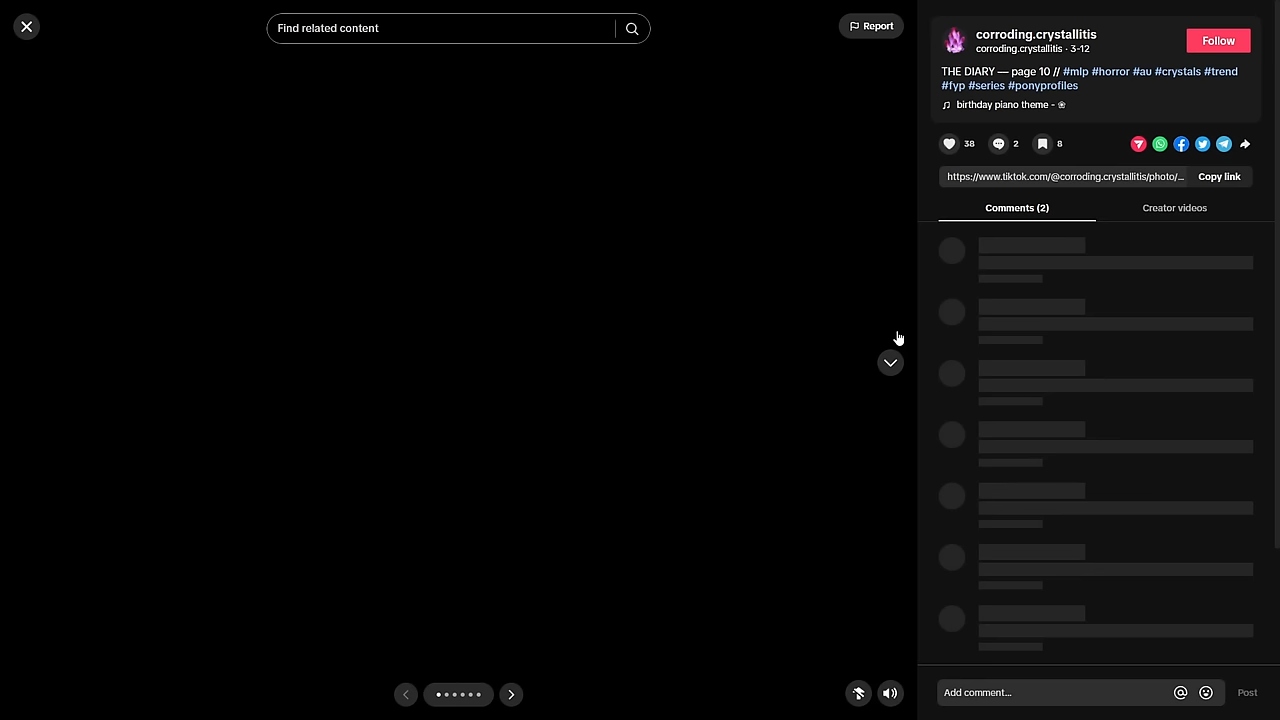 Find related content
Report
corroding.crystallitis
corroding.crystallitis · 3-12
Follow
THE DIARY — page 10 // #mlp #horror #au #crystals #trend
#fyp #series #ponyprofiles
birthday piano theme - ❀
38
2
8
https://www.tiktok.com/@corroding.crystallitis/photo/...
Copy link
Comments (2)
Creator videos
Add comment...
Post